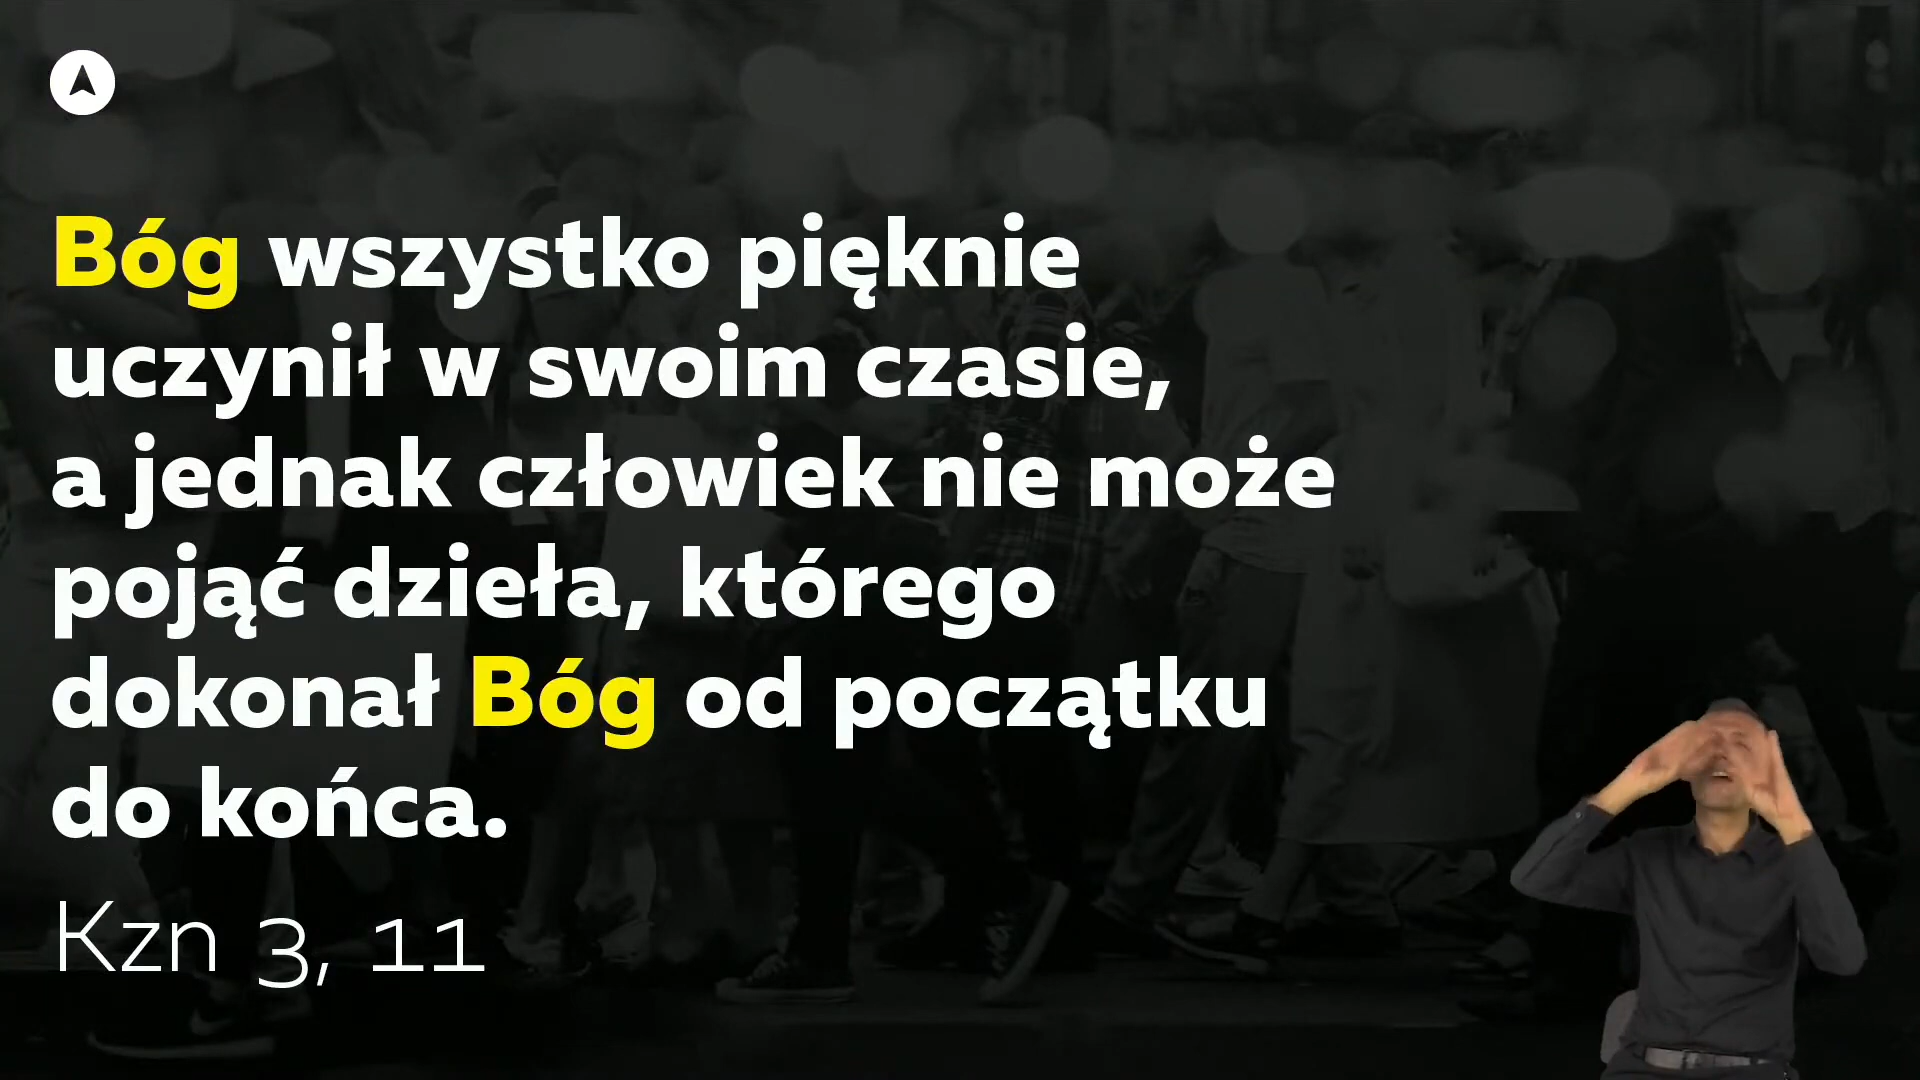 Bóg wszystko pięknie
uczynił w swoim czasie,
a jednak człowiek nie może
pojąć dzieła, którego
dokonał Bóg od początku
do końca.
Kzn 3, 11